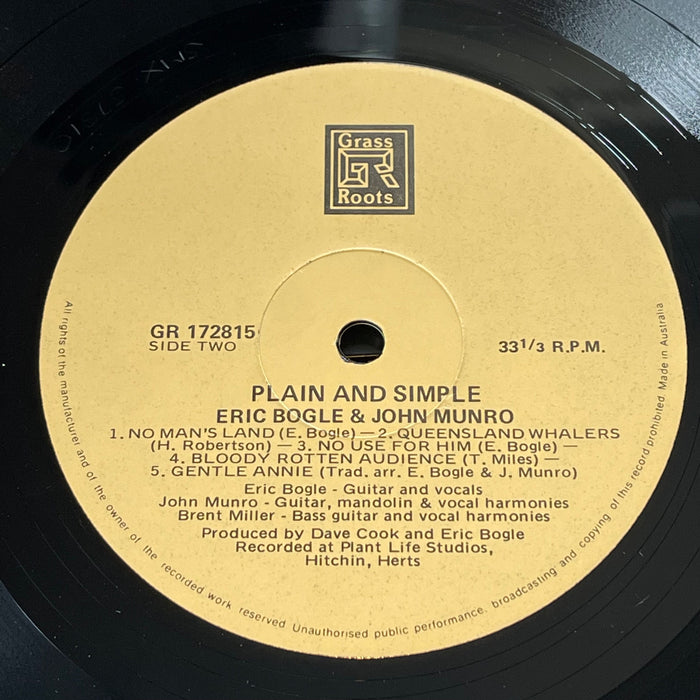 Grass
GR
Roots
GR 172815
SIDE TWO
33 1/3 R.P.M.
PLAIN AND SIMPLE
ERIC BOGLE & JOHN MUNRO
1. NO MAN'S LAND (E. Bogle) — 2. QUEENSLAND WHALERS
(H. Robertson) — 3. NO USE FOR HIM (E. Bogle) —
4. BLOODY ROTTEN AUDIENCE (T. Miles) —
5. GENTLE ANNIE (Trad. arr. E. Bogle & J. Munro)
Eric Bogle - Guitar and vocals
John Munro - Guitar, mandolin & vocal harmonies
Brent Miller - Bass guitar and vocal harmonies
Produced by Dave Cook and Eric Bogle
Recorded at Plant Life Studios,
Hitchin, Herts
All rights of the manufacturer and of the owner of the recorded work reserved Unauthorised public performance, broadcasting and copying of this record prohibited. Made in Australia